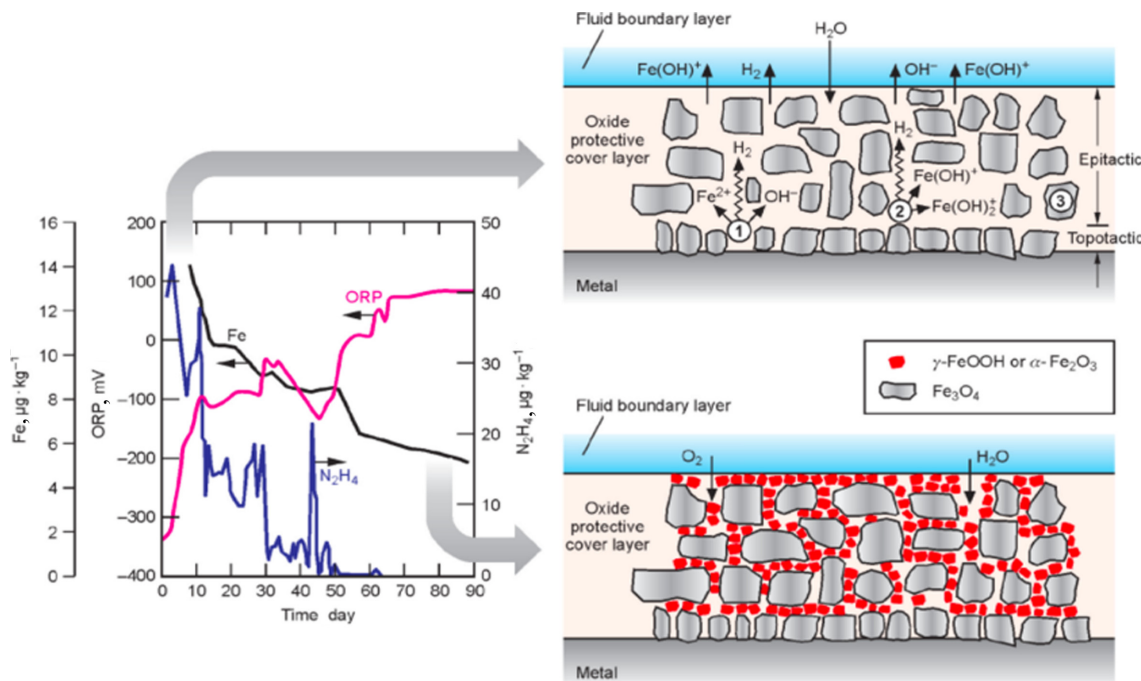 Fluid boundary layer
H₂O
Fe(OH)⁺
H₂
OH⁻
Fe(OH)⁺
Oxide
protective
cover layer
H₂
H₂
Epitactic
Fe(OH)⁺
Fe²⁺
OH⁻
Fe(OH)₂⁺
3
2
1
Topotactic
Metal
16
14
12
10
8
6
4
2
0
Fe, µg·kg⁻¹
200
100
0
–100
–200
–300
–400
ORP, mV
ORP
Fe
N₂H₄
50
40
30
20
10
0
N₂H₄, µg·kg⁻¹
0 10 20 30 40 50 60 70 80 90
Time day
γ-FeOOH or α- Fe₂O₃
Fe₃O₄
Fluid boundary layer
O₂
H₂O
Oxide
protective
cover layer
Metal